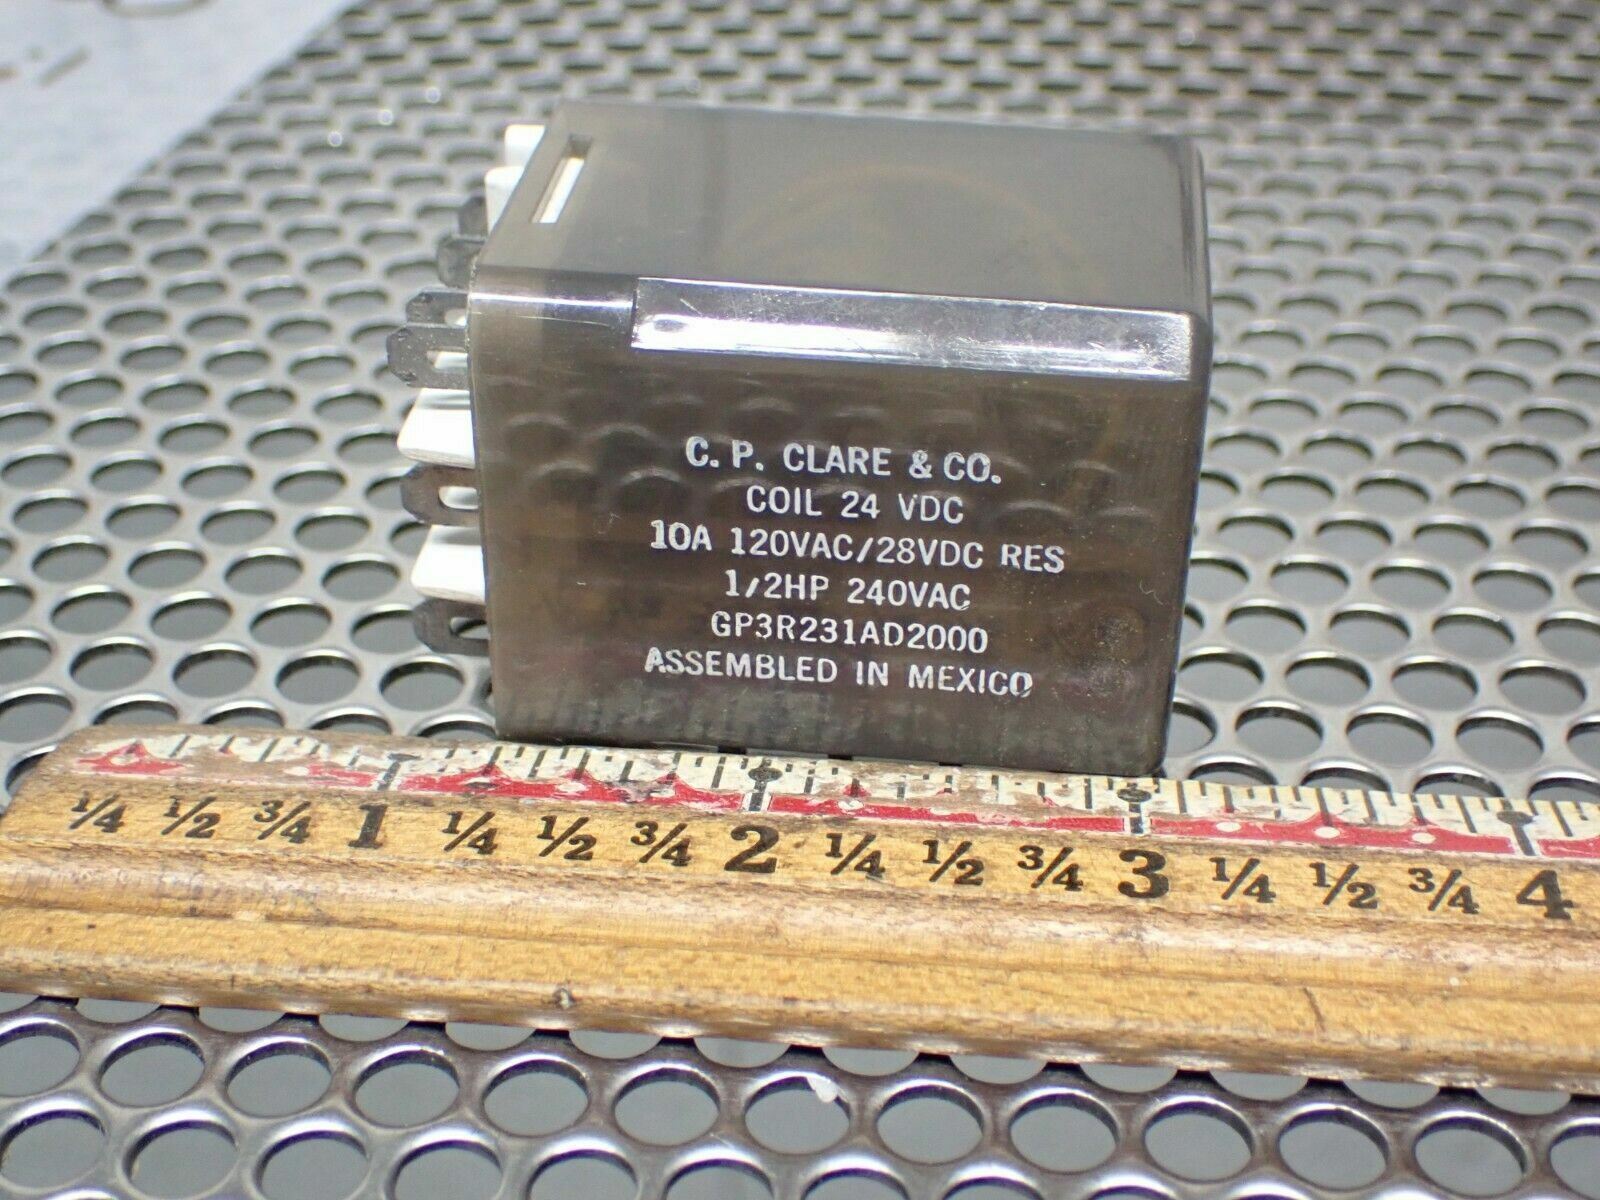 C. P. CLARE & CO.
COIL 24 VDC
10A 120VAC/28VDC RES
1/2HP 240VAC
GP3R231AD2000
ASSEMBLED IN MEXICO
1/4 1/2 3/4 1 1/4 1/2 3/4 2 1/4 1/2 3/4 3 1/4 1/2 3/4 4